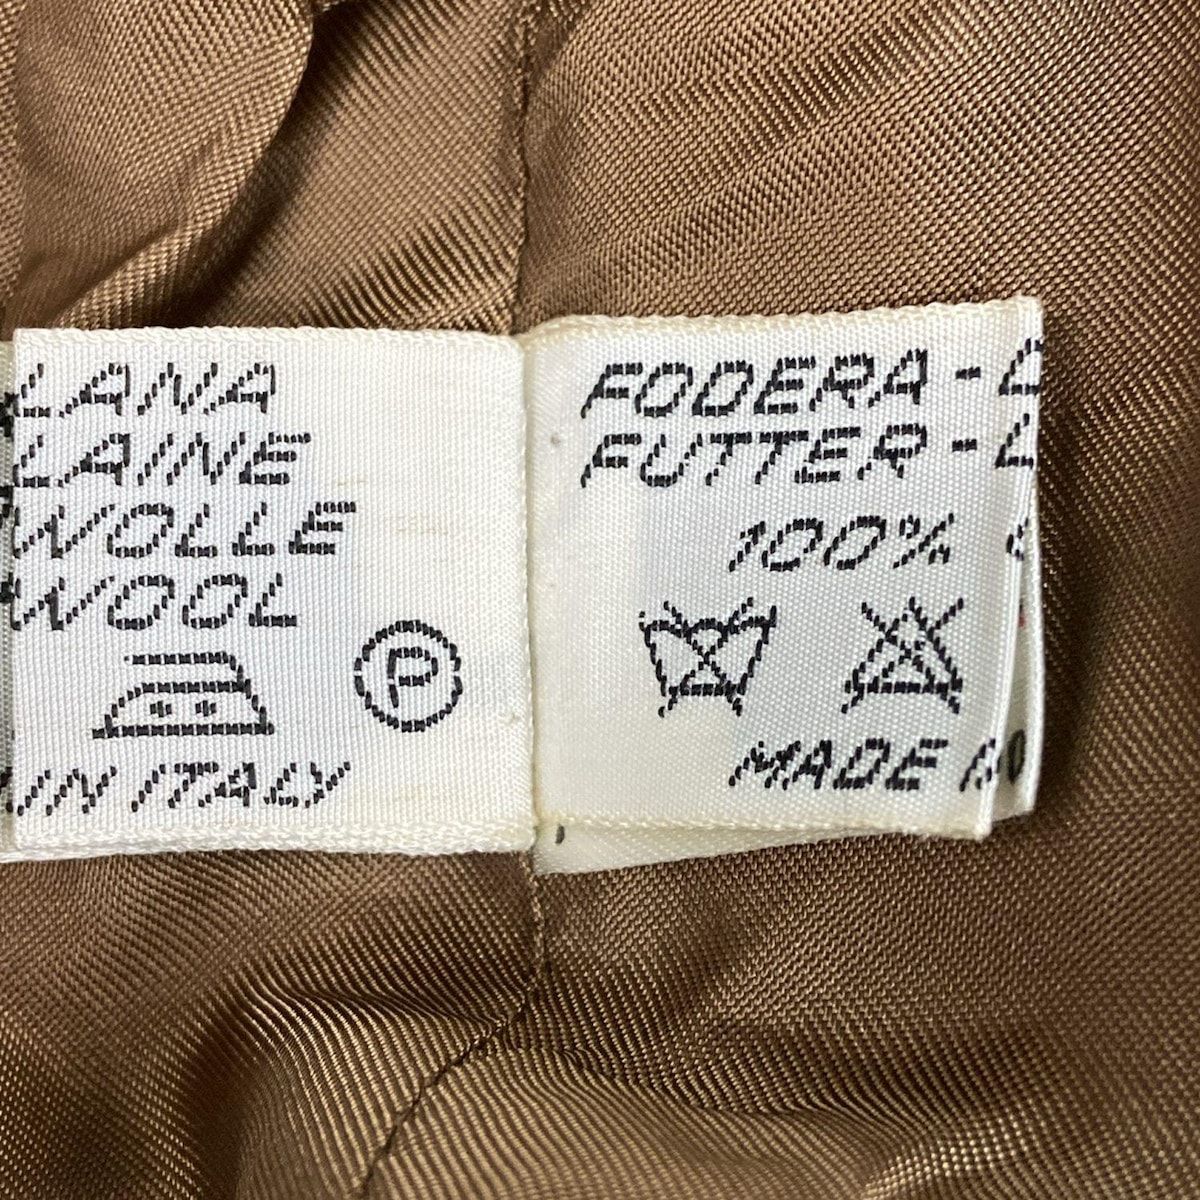 LANA
LAINE
WOLLE
WOOL
P
IN ITALY
FODERA -
FUTTER -
100%
MADE